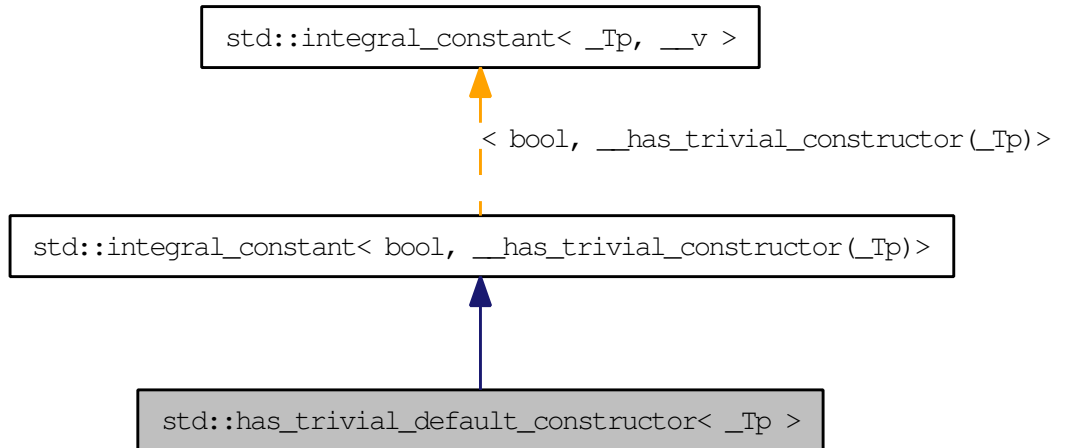 std::integral_constant< _Tp, __v >
< bool, __has_trivial_constructor(_Tp)>
std::integral_constant< bool, __has_trivial_constructor(_Tp)>
std::has_trivial_default_constructor< _Tp >